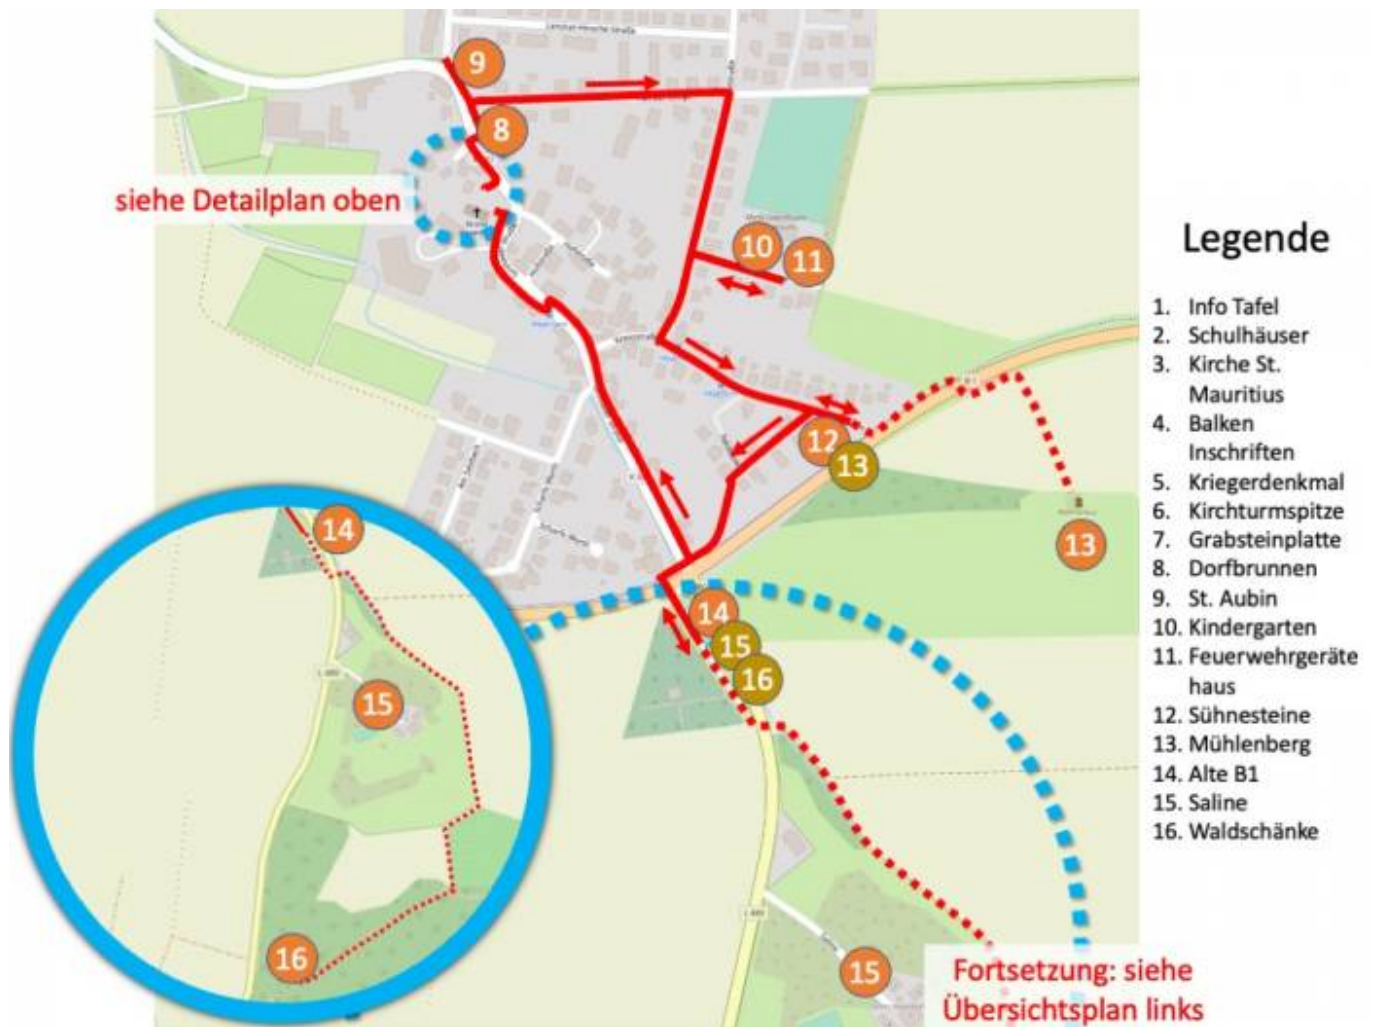 9
8
siehe Detailplan oben
10
11
Legende
1. Info Tafel
2. Schulhäuser
3. Kirche St.
Mauritius
4. Balken
Inschriften
5. Kriegerdenkmal
6. Kirchturmspitze
7. Grabsteinplatte
8. Dorfbrunnen
9. St. Aubin
10. Kindergarten
11. Feuerwehrgeräte
haus
12. Sühnesteine
13. Mühlenberg
14. Alte B1
15. Saline
16. Waldschänke
12
13
13
14
15
16
14
15
16
15
Fortsetzung: siehe
Übersichtsplan links